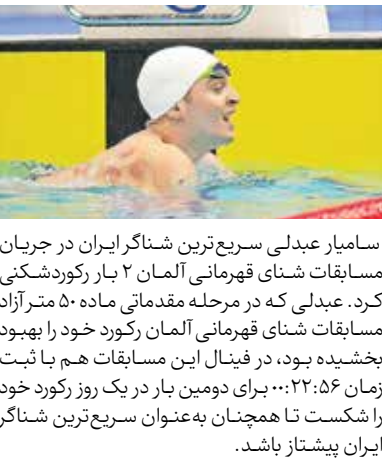 سامیار عبدلی سریع‌ترین شناگر ایران در جریان
مسابقات شنای قهرمانی آلمان ۲ بار رکوردشکنی
کرد. عبدلی که در مرحله مقدماتی ماده ۵۰ متر آزاد
مسابقات شنای قهرمانی آلمان رکورد خود را بهبود
بخشیده بود، در فینال این مسابقات هم با ثبت
زمان ۰۰:۲۲:۵۶ برای دومین بار در یک روز رکورد خود
را شکست تا همچنان به‌عنوان سریع‌ترین شناگر
ایران پیشتاز باشد.